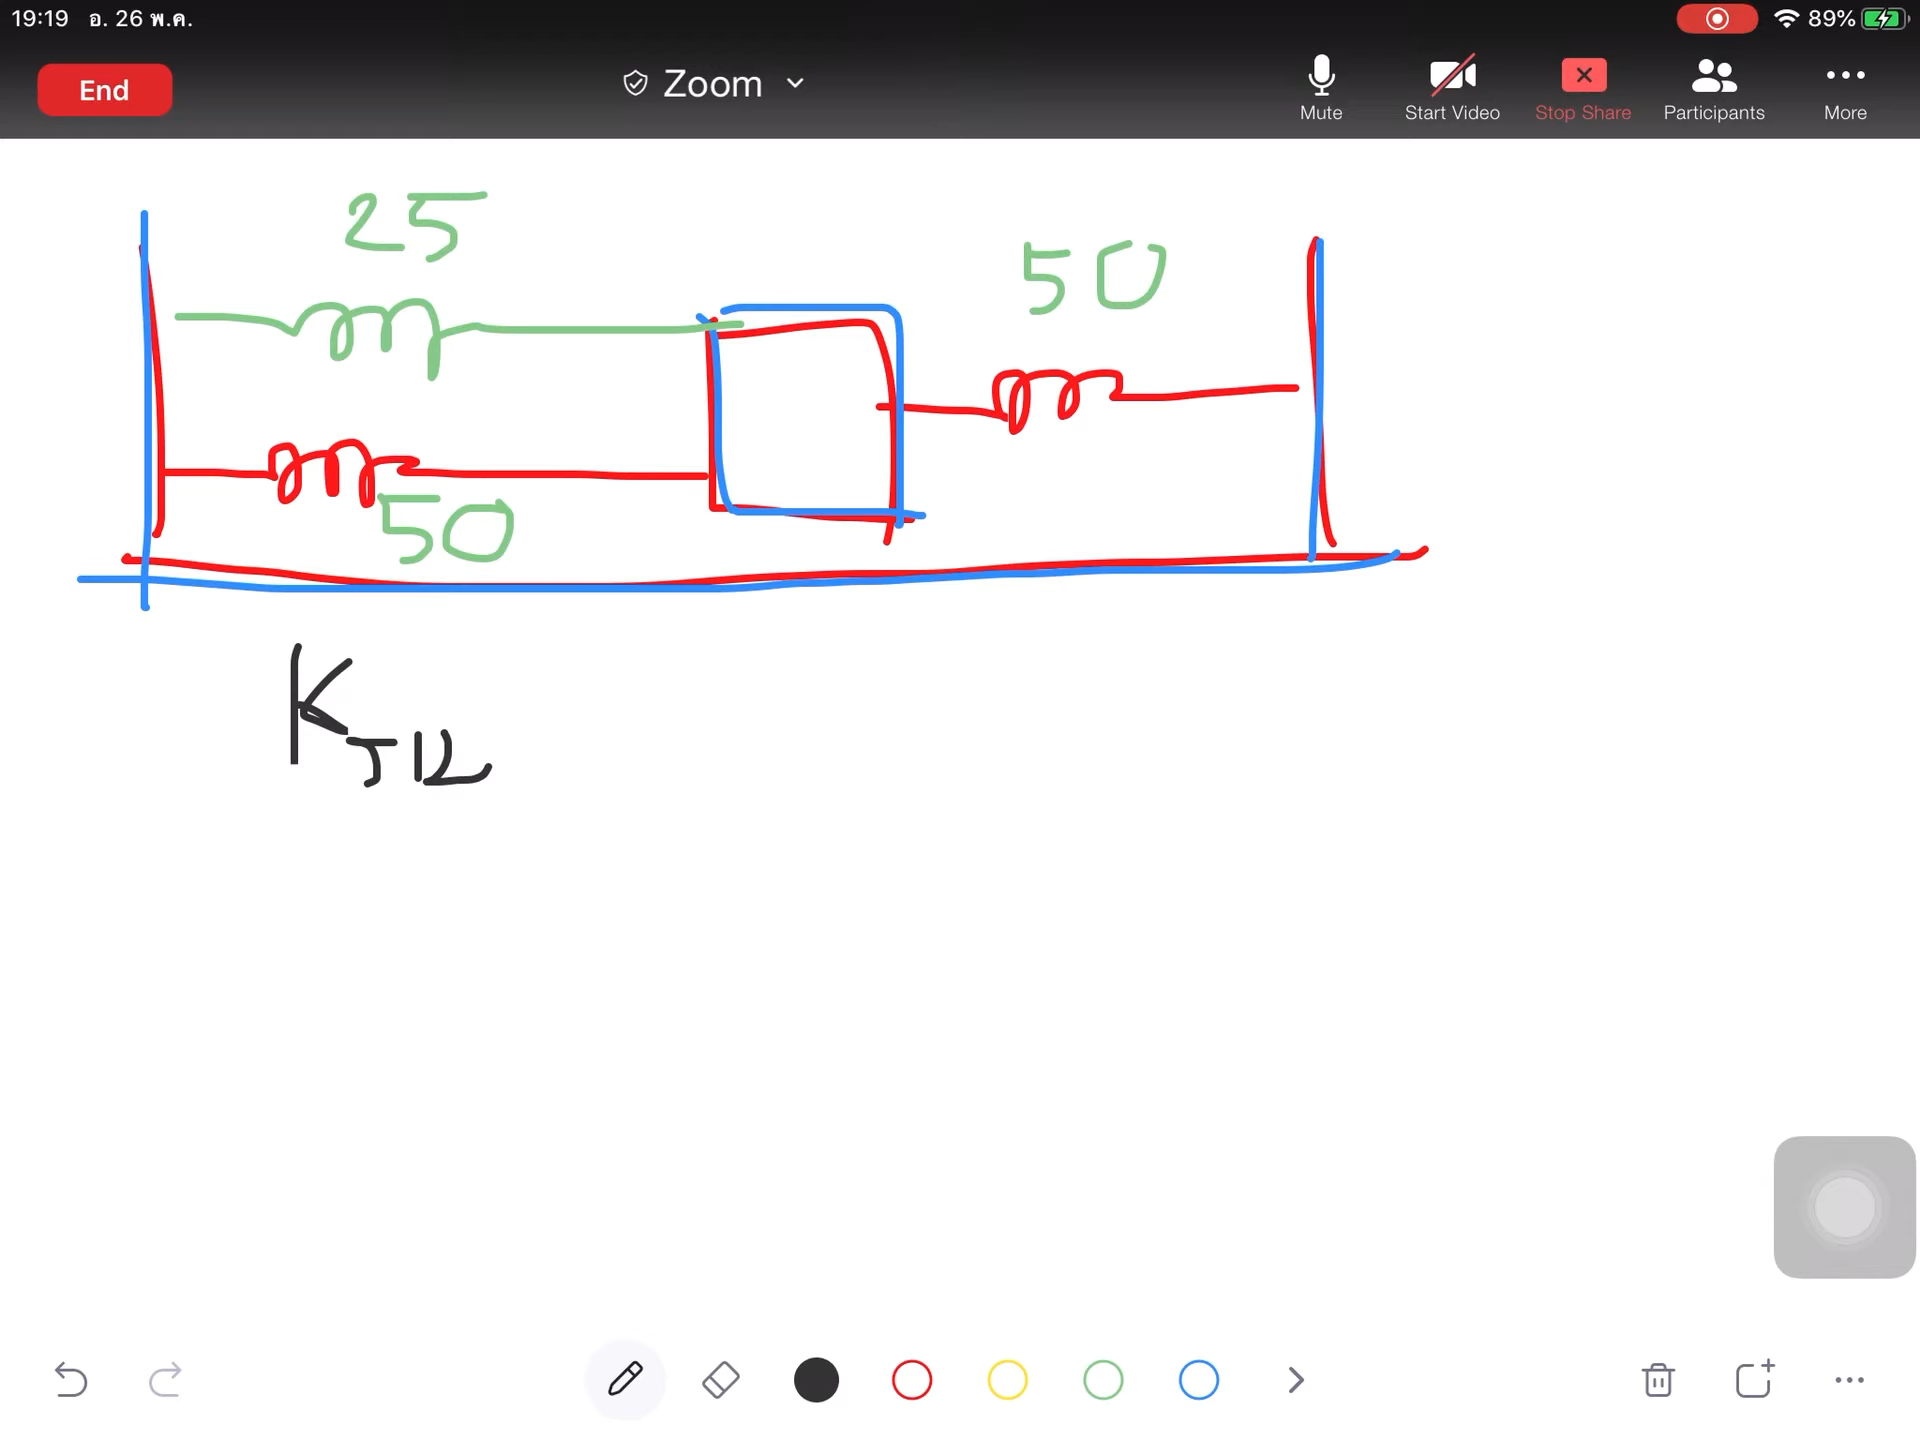 19:19 อ. 26 พ.ค.
89%
End
Zoom
Mute
Start Video
Stop Share
Participants
More
25
50
50
K